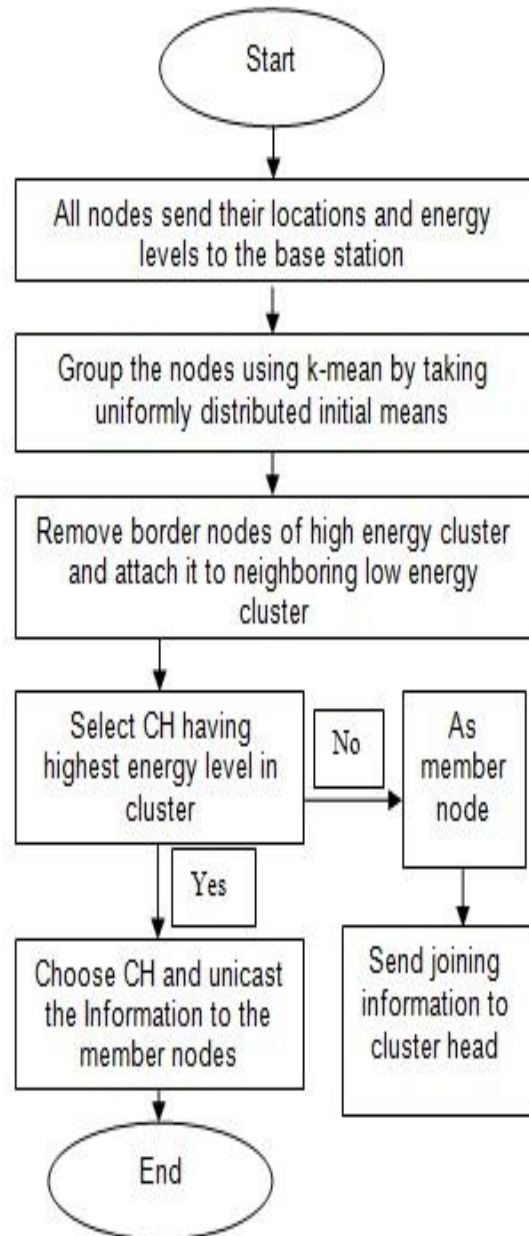 Start
All nodes send their locations and energy
levels to the base station
Group the nodes using k-mean by taking
uniformly distributed initial means
Remove border nodes of high energy cluster
and attach it to neighboring low energy
cluster
Select CH having
highest energy level in
cluster
No
As
member
node
Yes
Choose CH and unicast
the Information to the
member nodes
Send joining
information to
cluster head
End